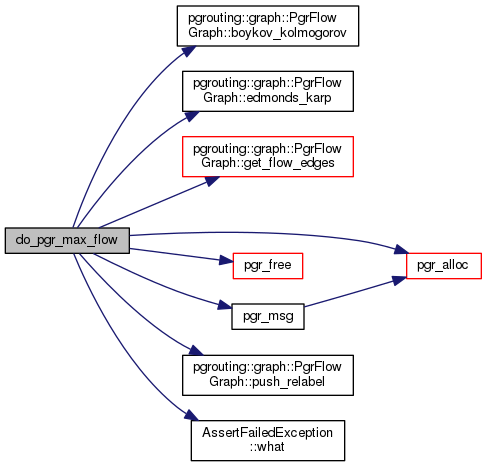 pgrouting::graph::PgrFlow
Graph::boykov_kolmogorov
pgrouting::graph::PgrFlow
Graph::edmonds_karp
pgrouting::graph::PgrFlow
Graph::get_flow_edges
do_pgr_max_flow
pgr_free
pgr_alloc
pgr_msg
pgrouting::graph::PgrFlow
Graph::push_relabel
AssertFailedException
::what